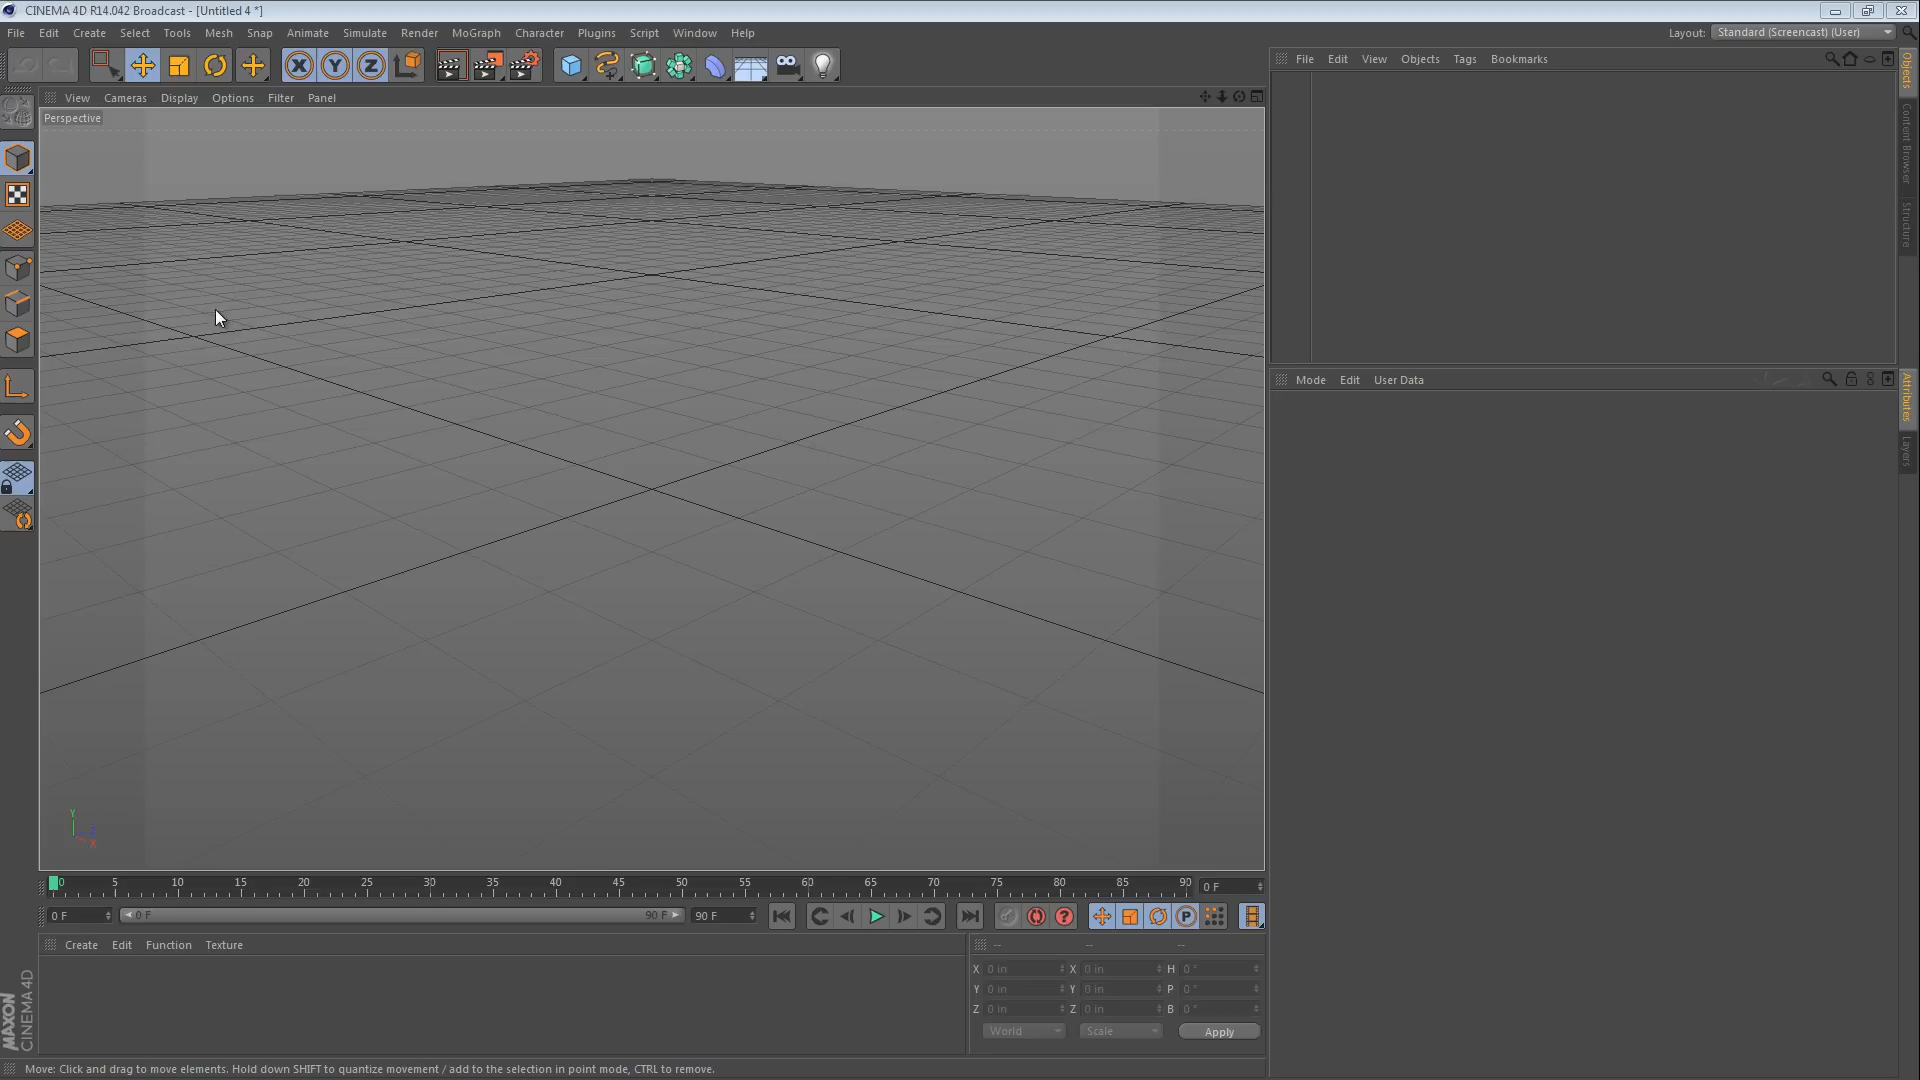 CINEMA 4D R14.042 Broadcast - [Untitled 4 *]
File Edit Create Select Tools Mesh Snap Animate Simulate Render MoGraph Character Plugins Script Window Help
Layout: Standard (Screencast) (User)
X Y Z
File Edit View Objects Tags Bookmarks
View Cameras Display Options Filter Panel
Perspective
Objects
Content Browser
Structure
Mode Edit User Data
Attributes
Layers
Y
Z
X
0 5 10 15 20 25 30 35 40 45 50 55 60 65 70 75 80 85 90
0 F
0 F 0 F 90 F 90 F
? P
Create Edit Function Texture
-- -- --
X 0 in X 0 in H 0 °
Y 0 in Y 0 in P 0 °
Z 0 in Z 0 in B 0 °
World Scale Apply
MAXON
CINEMA 4D
Move: Click and drag to move elements. Hold down SHIFT to quantize movement / add to the selection in point mode, CTRL to remove.